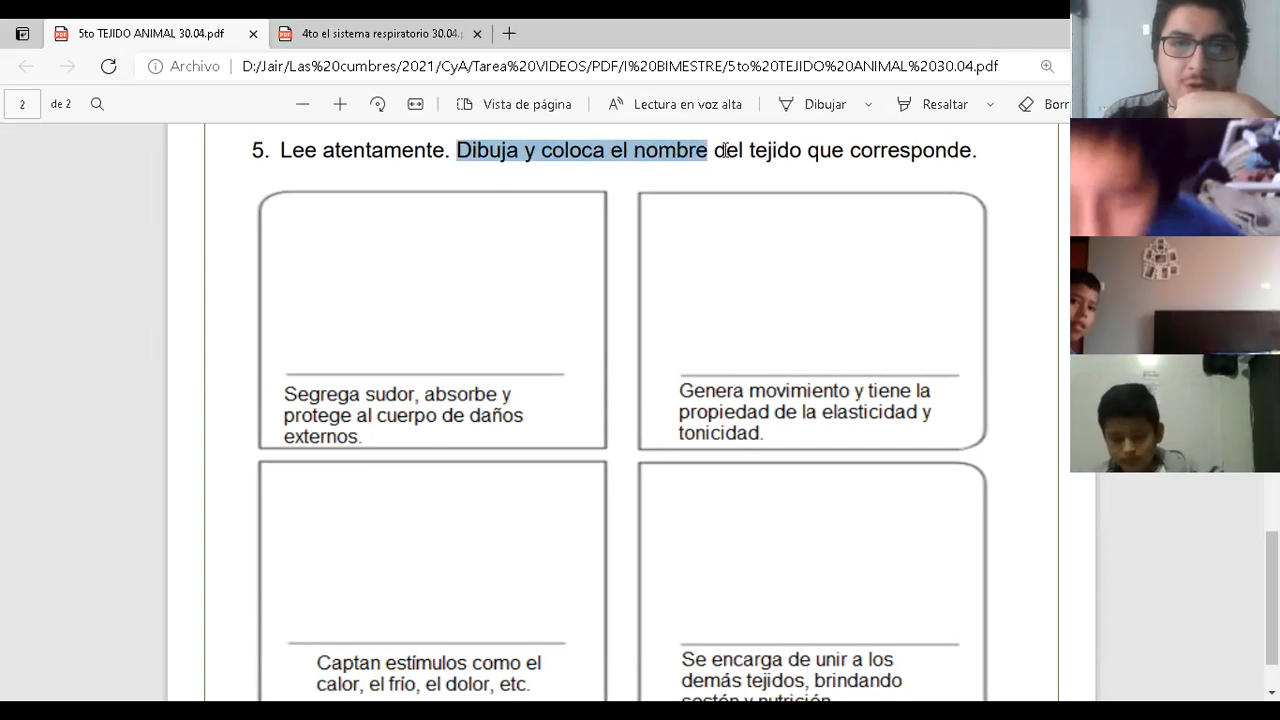 5to TEJIDO ANIMAL 30.04.pdf
4to el sistema respiratorio 30.04.
Archivo
D:/Jair/Las%20cumbres/2021/CyA/Tarea%20VIDEOS/PDF/I%20BIMESTRE/5to%20TEJIDO%20ANIMAL%2030.04.pdf
2 de 2
Vista de página
Lectura en voz alta
Dibujar
Resaltar
Borr
5. Lee atentamente. Dibuja y coloca el nombre del tejido que corresponde.
Segrega sudor, absorbe y
protege al cuerpo de daños
externos.
Genera movimiento y tiene la
propiedad de la elasticidad y
tonicidad.
Captan estímulos como el
calor, el frío, el dolor, etc.
Se encarga de unir a los
demás tejidos, brindando
sostén y nutrición